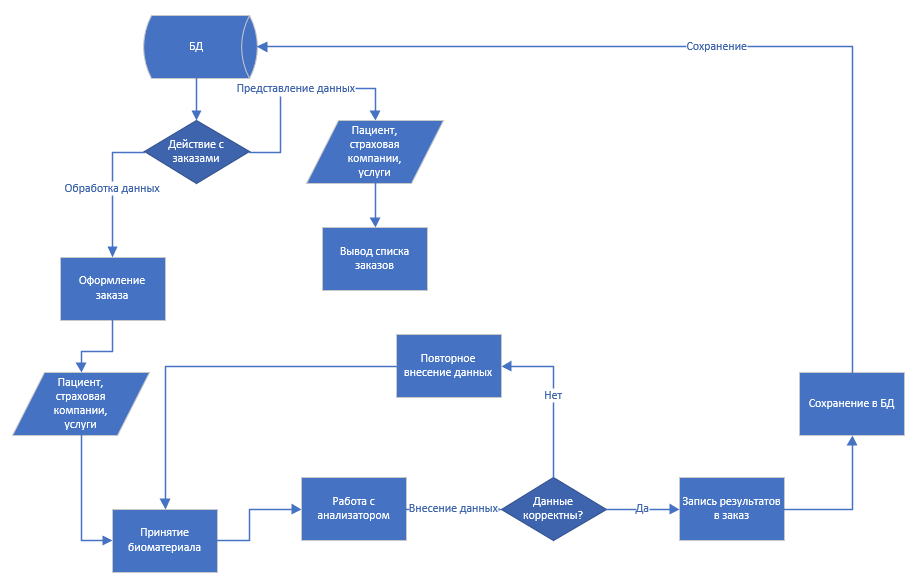 БД
Сохранение
Представление данных
Действие с
заказами
Пациент,
страховая
компании,
услуги
Обработка данных
Вывод списка
заказов
Оформление
заказа
Повторное
внесение данных
Пациент,
страховая
компании,
услуги
Нет
Сохранение в БД
Работа с
анализатором
Внесение данных
Данные
корректны?
Да
Запись результатов
в заказ
Принятие
биоматериала